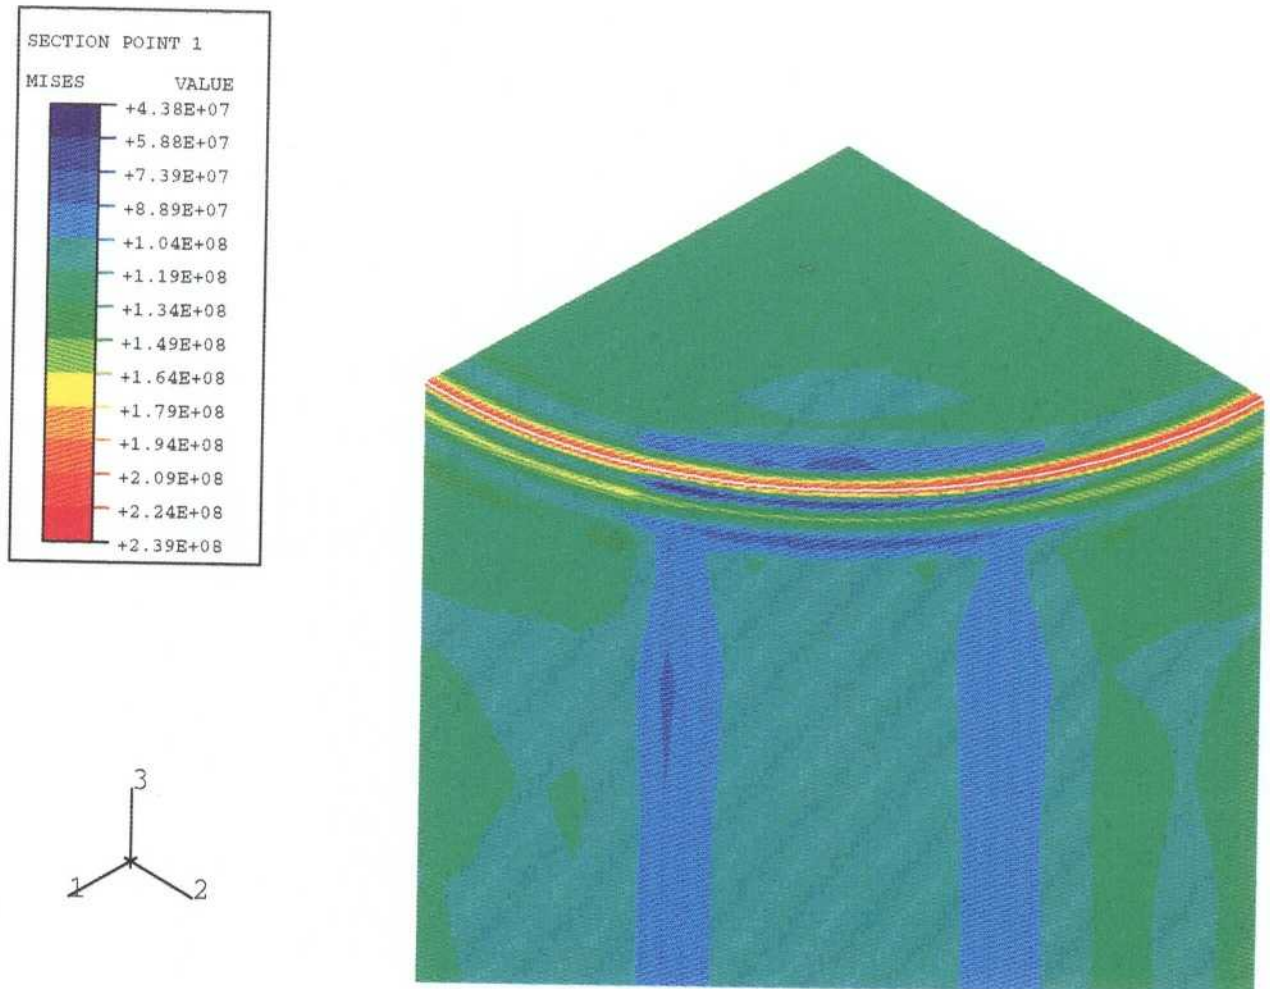 SECTION POINT 1
MISES VALUE
+4.38E+07
+5.88E+07
+7.39E+07
+8.89E+07
+1.04E+08
+1.19E+08
+1.34E+08
+1.49E+08
+1.64E+08
+1.79E+08
+1.94E+08
+2.09E+08
+2.24E+08
+2.39E+08
3
1
2